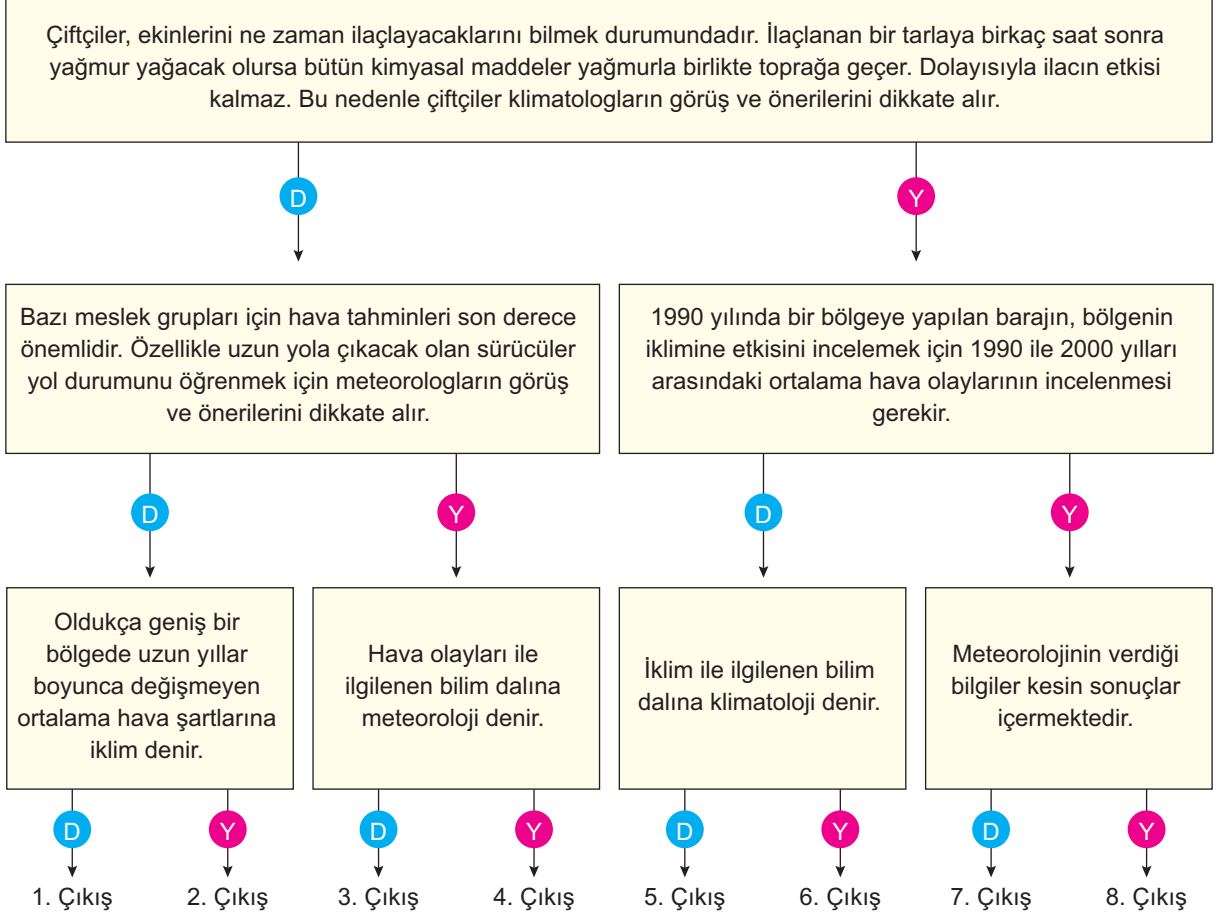 Çiftçiler, ekinlerini ne zaman ilaçlayacaklarını bilmek durumundadır. İlaçlanan bir tarlaya birkaç saat sonra
yağmur yağacak olursa bütün kimyasal maddeler yağmurla birlikte toprağa geçer. Dolayısıyla ilacın etkisi
kalmaz. Bu nedenle çiftçiler klimatologların görüş ve önerilerini dikkate alır.
D
Y
Bazı meslek grupları için hava tahminleri son derece
önemlidir. Özellikle uzun yola çıkacak olan sürücüler
yol durumunu öğrenmek için meteorologların görüş
ve önerilerini dikkate alır.
1990 yılında bir bölgeye yapılan barajın, bölgenin
iklimine etkisini incelemek için 1990 ile 2000 yılları
arasındaki ortalama hava olaylarının incelenmesi
gerekir.
D
Y
D
Y
Oldukça geniş bir
bölgede uzun yıllar
boyunca değişmeyen
ortalama hava şartlarına
iklim denir.
Hava olayları ile
ilgilenen bilim dalına
meteoroloji denir.
İklim ile ilgilenen bilim
dalına klimatoloji denir.
Meteorolojinin verdiği
bilgiler kesin sonuçlar
içermektedir.
D
Y
D
Y
D
Y
D
Y
1. Çıkış
2. Çıkış
3. Çıkış
4. Çıkış
5. Çıkış
6. Çıkış
7. Çıkış
8. Çıkış